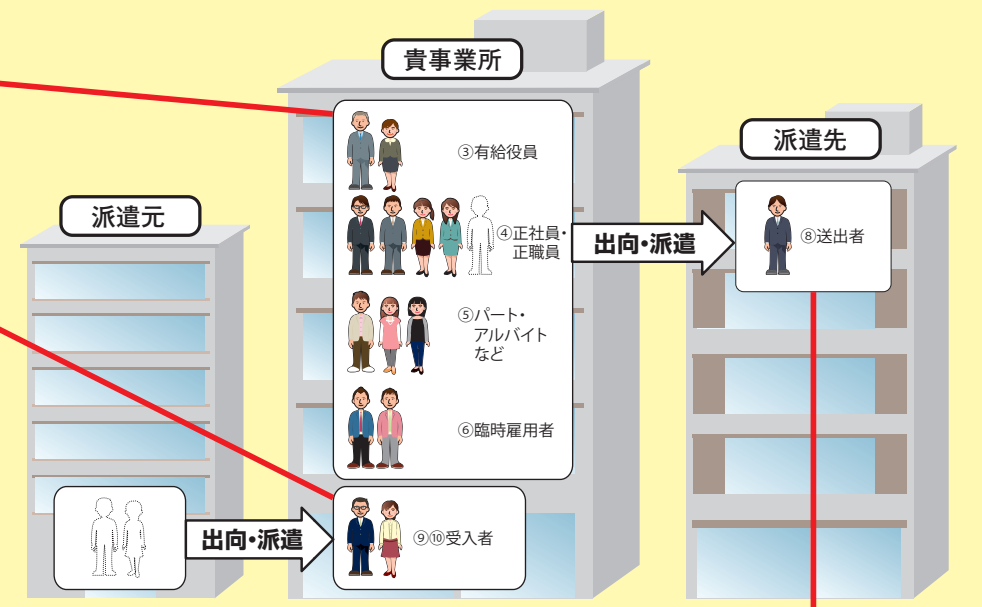 貴事業所
派遣先
派遣元
③有給役員
④正社員・
正職員
出向・派遣
⑧送出者
⑤パート・
アルバイト
など
⑥臨時雇用者
出向・派遣
⑨⑩受入者